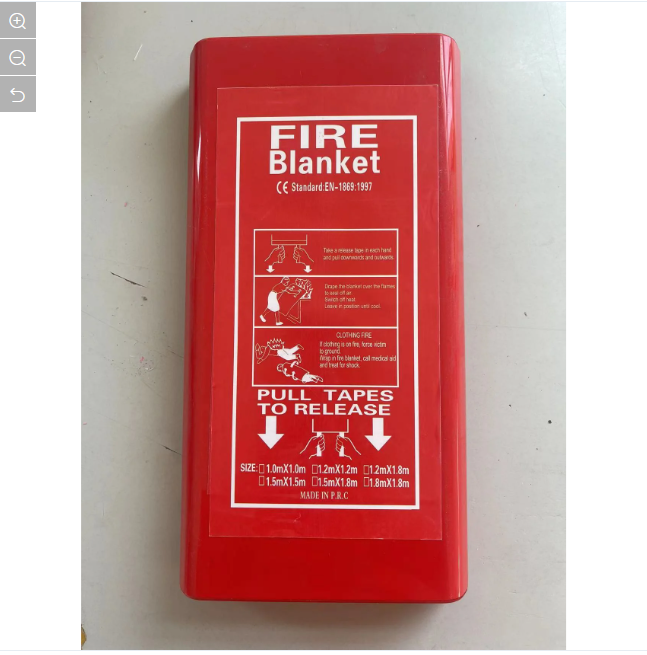 FIRE
Blanket
CE Standard:EN-1869:1997
Take a release tape in each hand
and pull downwards and outwards.
Drape the blanket over the flames
to seal off air.
Switch off heat.
Leave in position until cool.
CLOTHING FIRE
If clothing is on fire, force victim
to ground.
Wrap in fire blanket, call medical aid
and treat for shock.
PULL TAPES
TO RELEASE
SIZE: □1.0mX1.0m □1.2mX1.2m □1.2mX1.8m
□1.5mX1.5m □1.5mX1.8m □1.8mX1.8m
MADE IN P.R.C